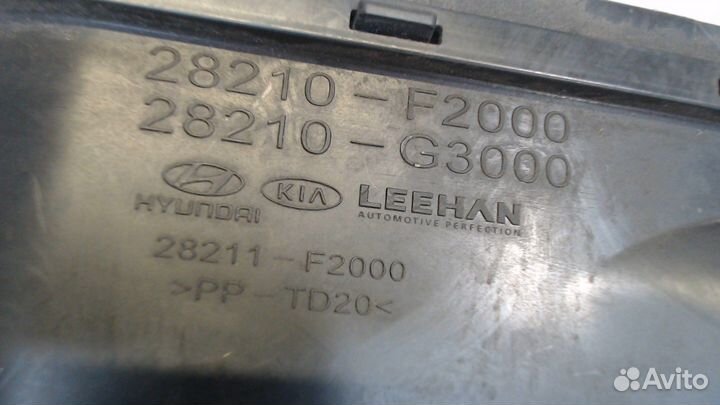 28210-F2000
28210-G3000
HYUNDAI KIA LEEHAN
AUTOMOTIVE PERFECTION
28211-F2000
>PP-TD20<
Avito